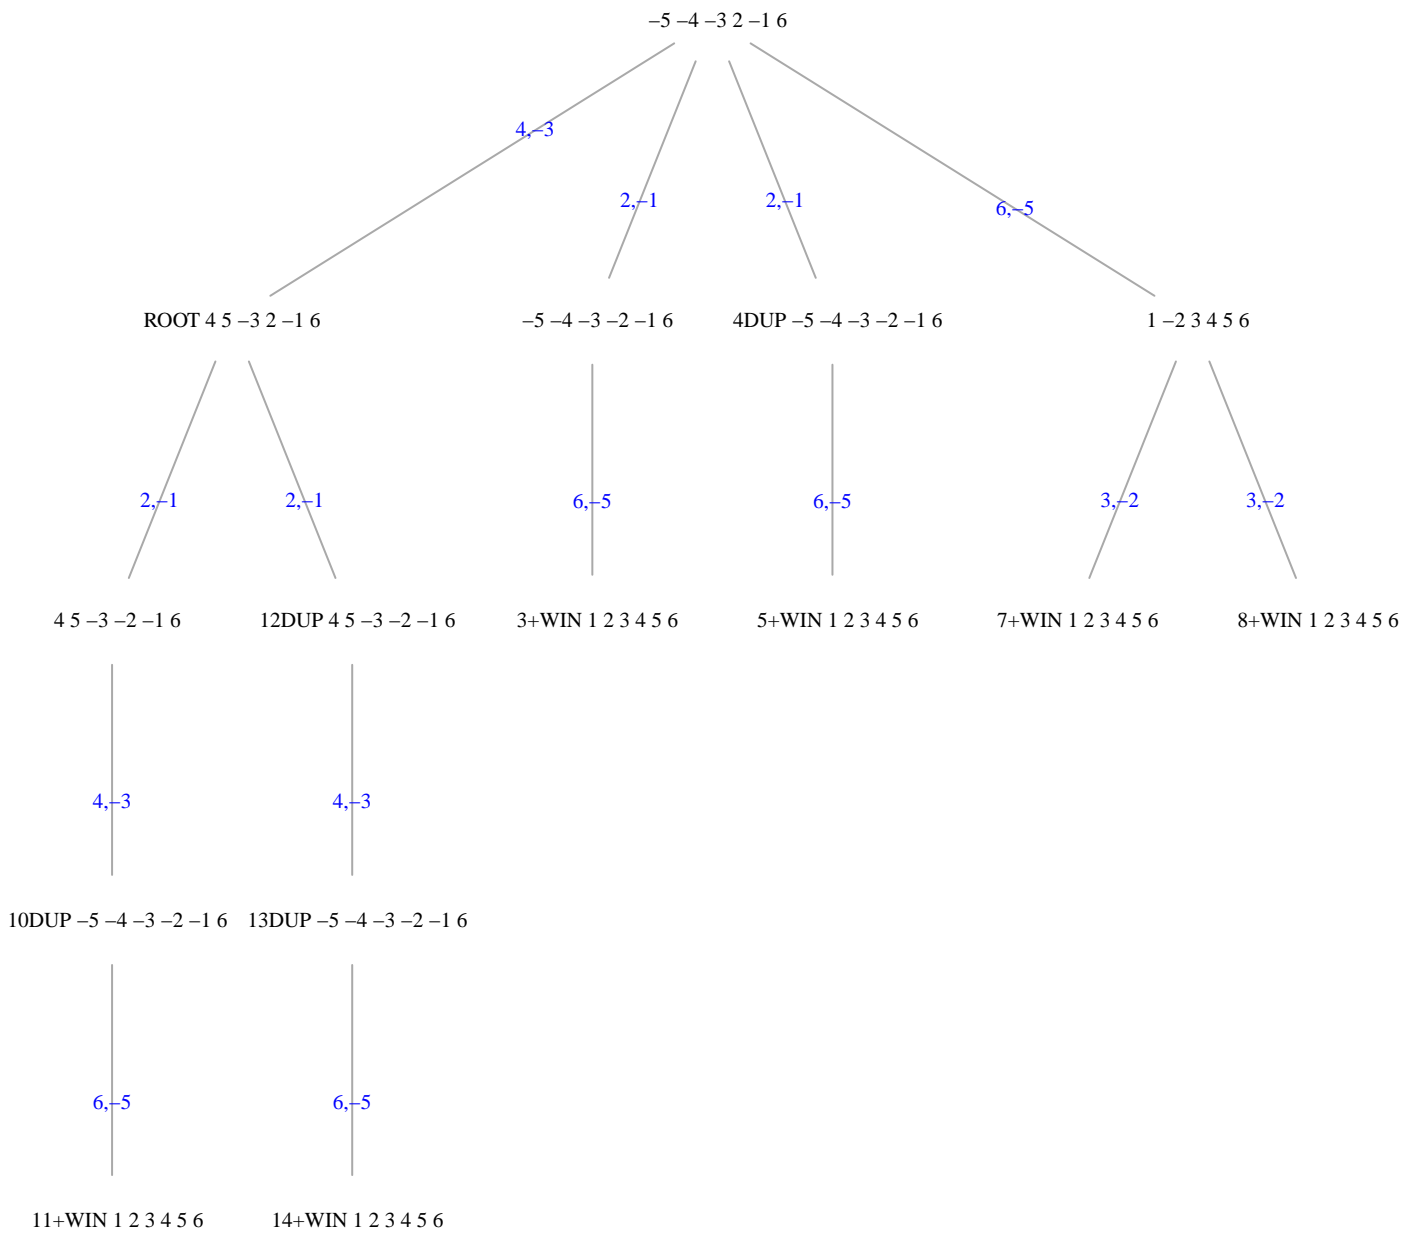 –5 –4 –3 2 –1 6
4,–3
2,–1
2,–1
6,–5
ROOT 4 5 –3 2 –1 6
–5 –4 –3 –2 –1 6
4DUP –5 –4 –3 –2 –1 6
1 –2 3 4 5 6
2,–1
2,–1
6,–5
6,–5
3,–2
3,–2
4 5 –3 –2 –1 6
12DUP 4 5 –3 –2 –1 6
3+WIN 1 2 3 4 5 6
5+WIN 1 2 3 4 5 6
7+WIN 1 2 3 4 5 6
8+WIN 1 2 3 4 5 6
4,–3
4,–3
10DUP –5 –4 –3 –2 –1 6
13DUP –5 –4 –3 –2 –1 6
6,–5
6,–5
11+WIN 1 2 3 4 5 6
14+WIN 1 2 3 4 5 6